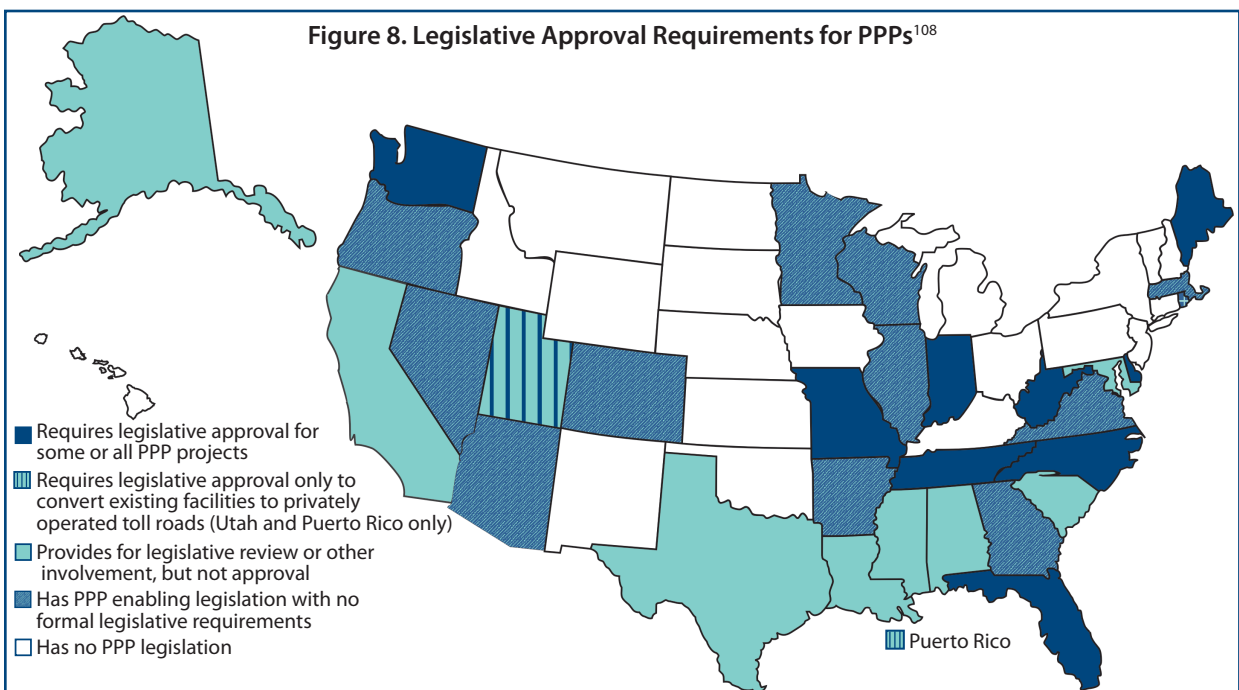 Figure 8. Legislative Approval Requirements for PPPs108
Requires legislative approval for
some or all PPP projects
Requires legislative approval only to
convert existing facilities to privately
operated toll roads (Utah and Puerto Rico only)
Provides for legislative review or other
involvement, but not approval
Has PPP enabling legislation with no
formal legislative requirements
Has no PPP legislation
Puerto Rico